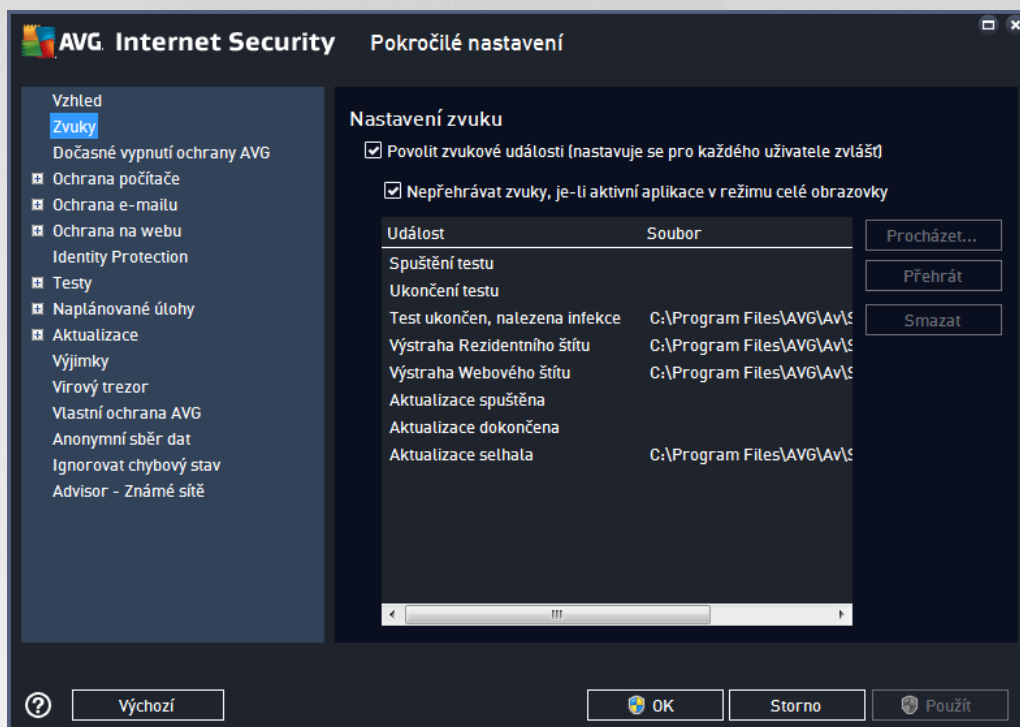 AVG. Internet Security Pokročilé nastavení
Vzhled
Zvuky
Dočasné vypnutí ochrany AVG
Ochrana počítače
Ochrana e-mailu
Ochrana na webu
Identity Protection
Testy
Naplánované úlohy
Aktualizace
Výjimky
Virový trezor
Vlastní ochrana AVG
Anonymní sběr dat
Ignorovat chybový stav
Advisor - Známé sítě
Nastavení zvuku
Povolit zvukové události (nastavuje se pro každého uživatele zvlášť)
Nepřehrávat zvuky, je-li aktivní aplikace v režimu celé obrazovky
Událost Soubor
Spuštění testu
Ukončení testu
Test ukončen, nalezena infekce C:\Program Files\AVG\Av\S
Výstraha Rezidentního štítu C:\Program Files\AVG\Av\S
Výstraha Webového štítu C:\Program Files\AVG\Av\S
Aktualizace spuštěna
Aktualizace dokončena
Aktualizace selhala C:\Program Files\AVG\Av\S
Procházet...
Přehrát
Smazat
Výchozí
OK
Storno
Použít